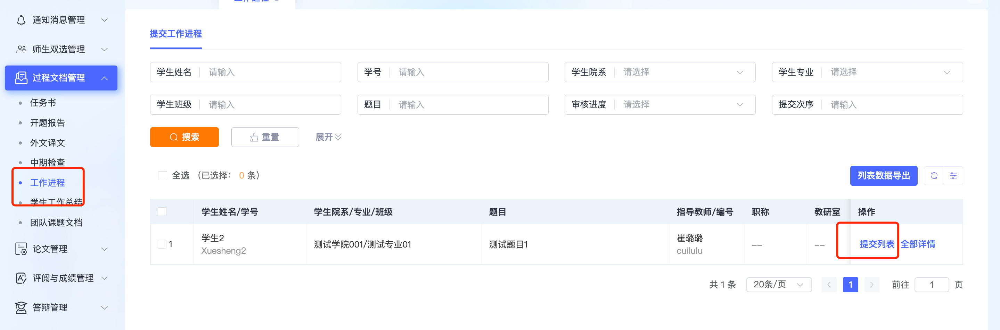 工作进程
通知消息管理
师生双选管理
过程文档管理
任务书
开题报告
外文译文
中期检查
工作进程
学生工作总结
团队课题文档
论文管理
评阅与成绩管理
答辩管理
提交工作进程
学生姓名 请输入 学号 请输入 学生院系 请选择 学生专业 请选择
学生班级 请输入 题目 请输入 审核进度 请选择 提交次序 请输入
搜索 重置 展开
全选 (已选择: 0 条) 列表数据导出
学生姓名/学号 学生院系/专业/班级 题目 指导教师/编号 职称 教研室 操作
1 学生2 测试学院001/测试专业01 测试题目1 崔璐璐 -- -- 提交列表 全部详情
Xuesheng2 cuilulu
共 1 条 20条/页 1 前往 1 页